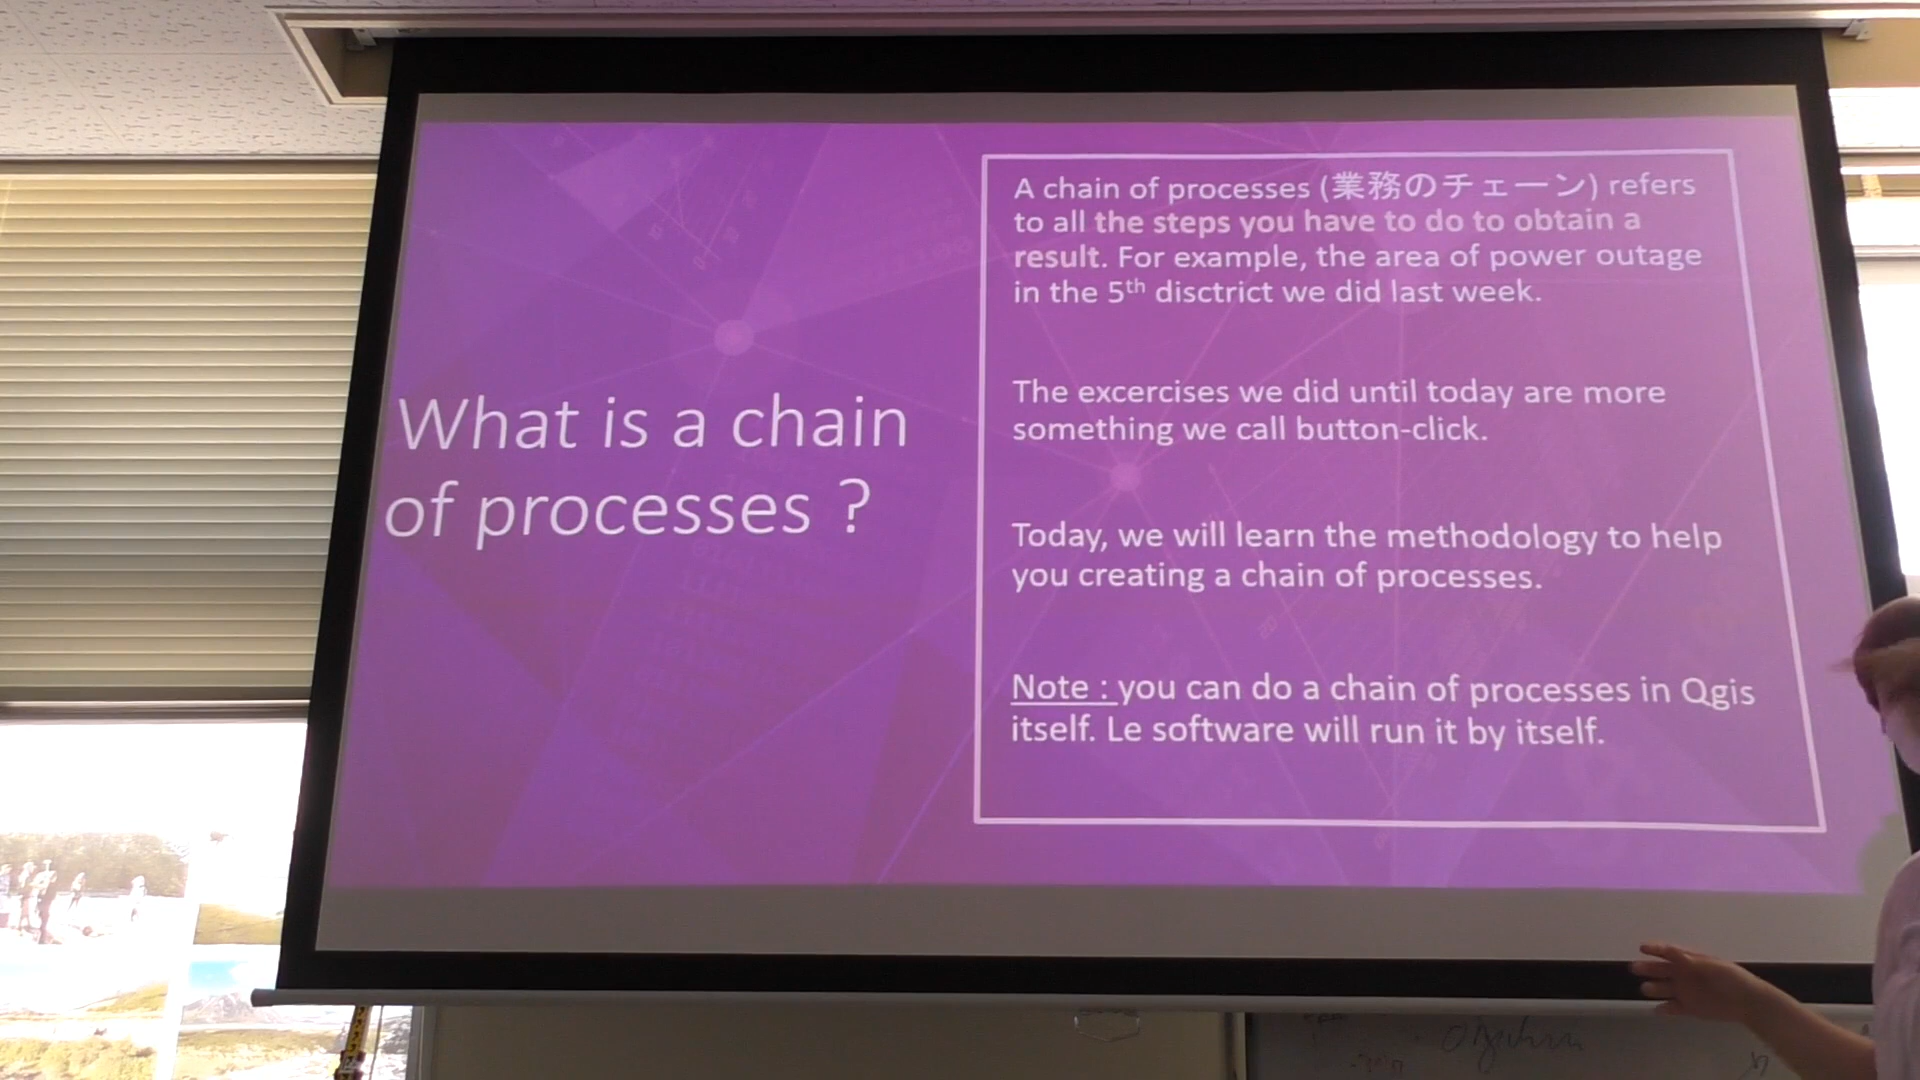 What is a chain
of processes ?
A chain of processes (業務のチェーン) refers
to all the steps you have to do to obtain a
result. For example, the area of power outage
in the 5th disctrict we did last week.
The excercises we did until today are more
something we call button-click.
Today, we will learn the methodology to help
you creating a chain of processes.
Note : you can do a chain of processes in Qgis
itself. Le software will run it by itself.